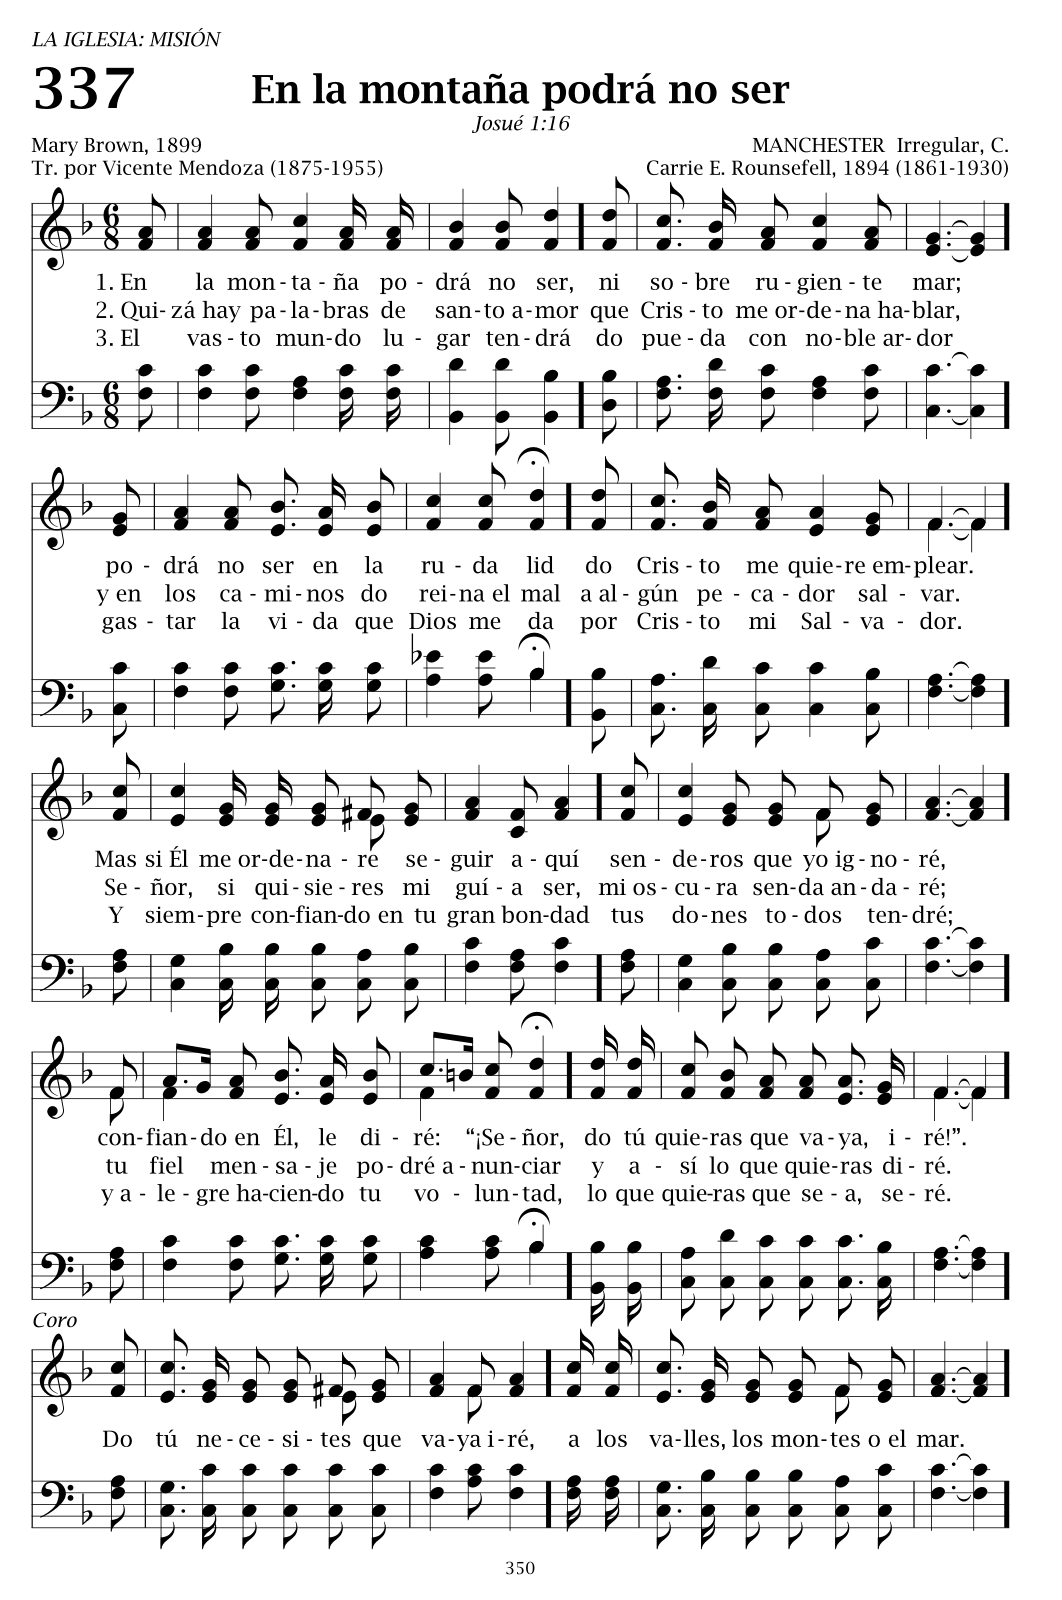 LA IGLESIA: MISIÓN
337
En la montaña podrá no ser
Josué 1:16
Mary Brown, 1899
MANCHESTER Irregular, C.
Tr. por Vicente Mendoza (1875-1955)
Carrie E. Rounsefell, 1894 (1861-1930)
6
8
1. En la mon - ta - ña po - drá no ser, ni so - bre ru - gien - te mar;
2. Qui - zá hay pa - la - bras de san - to a - mor que Cris - to me or - de - na ha - blar,
3. El vas - to mun - do lu - gar ten - drá do pue - da con no - ble ar - dor
6
8
po - drá no ser en la ru - da lid do Cris - to me quie - re em - plear.
y en los ca - mi - nos do rei - na el mal a al - gún pe - ca - dor sal - var.
gas - tar la vi - da que Dios me da por Cris - to mi Sal - va - dor.
Mas si Él me or - de - na - re se - guir a - quí sen - de - ros que yo ig - no - ré,
Se - ñor, si qui - sie - res mi guí - a ser, mi os - cu - ra sen - da an - da - ré;
Y siem - pre con - fian - do en tu gran bon - dad tus do - nes to - dos ten - dré;
con - fian - do en Él, le di - ré: “¡Se - ñor, do tú quie - ras que va - ya, i - ré!”.
tu fiel men - sa - je po - dré a - nun - ciar y a - sí lo que quie - ras di - ré.
y a - le - gre ha - cien - do tu vo - lun - tad, lo que quie - ras que se - a, se - ré.
Coro
Do tú ne - ce - si - tes que va - ya i - ré, a los va - lles, los mon - tes o el mar.
350